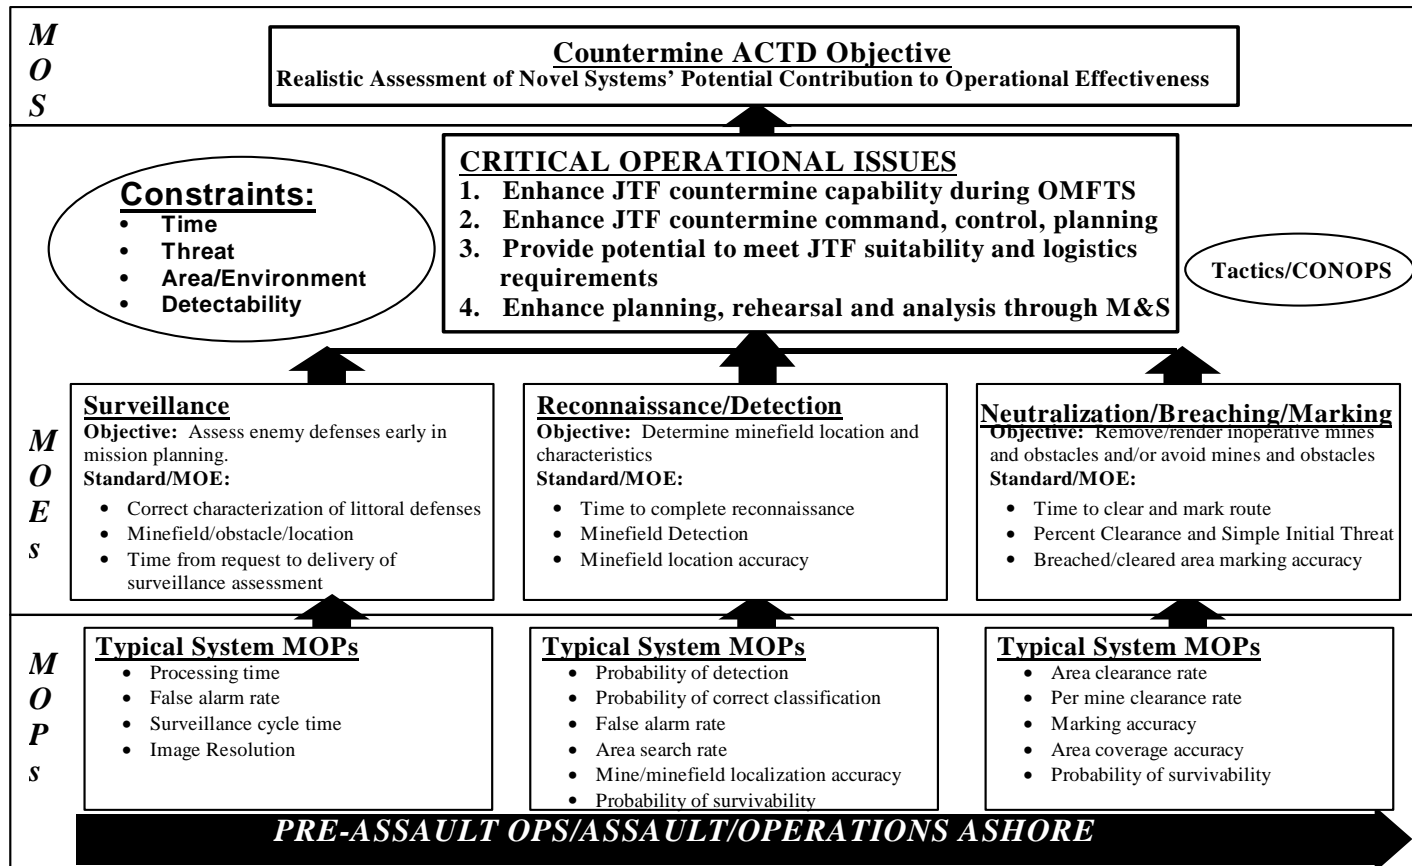 M
O
S
Countermine ACTD Objective
Realistic Assessment of Novel Systems' Potential Contribution to Operational Effectiveness
Constraints:
• Time
• Threat
• Area/Environment
• Detectability
CRITICAL OPERATIONAL ISSUES
1. Enhance JTF countermine capability during OMFTS
2. Enhance JTF countermine command, control, planning
3. Provide potential to meet JTF suitability and logistics
requirements
4. Enhance planning, rehearsal and analysis through M&S
Tactics/CONOPS
M
O
E
s
Surveillance
Objective: Assess enemy defenses early in
mission planning.
Standard/MOE:
• Correct characterization of littoral defenses
• Minefield/obstacle/location
• Time from request to delivery of
surveillance assessment
Reconnaissance/Detection
Objective: Determine minefield location and
characteristics
Standard/MOE:
• Time to complete reconnaissance
• Minefield Detection
• Minefield location accuracy
Neutralization/Breaching/Marking
Objective: Remove/render inoperative mines
and obstacles and/or avoid mines and obstacles
Standard/MOE:
• Time to clear and mark route
• Percent Clearance and Simple Initial Threat
• Breached/cleared area marking accuracy
M
O
P
s
Typical System MOPs
• Processing time
• False alarm rate
• Surveillance cycle time
• Image Resolution
Typical System MOPs
• Probability of detection
• Probability of correct classification
• False alarm rate
• Area search rate
• Mine/minefield localization accuracy
• Probability of survivability
Typical System MOPs
• Area clearance rate
• Per mine clearance rate
• Marking accuracy
• Area coverage accuracy
• Probability of survivability
PRE-ASSAULT OPS/ASSAULT/OPERATIONS ASHORE